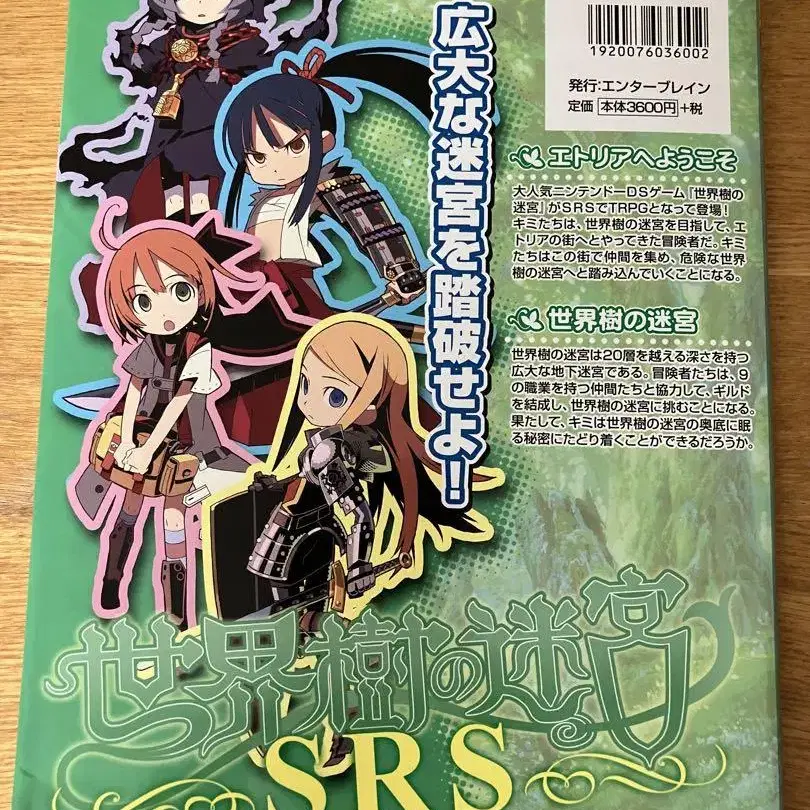 広大な迷宮を踏破せよ！
1920076036002
発行：エンターブレイン
定価 本体3600円 +税
エトリアへようこそ
大人気ニンテンドーDSゲーム『世界樹の
迷宮』がSRSでTRPGとなって登場！
キミたちは、世界樹の迷宮を目指して、エ
トリアの街へとやってきた冒険者だ。キミ
たちはこの街で仲間を集め、危険な世界
樹の迷宮へと踏み込んでいくことになる。
世界樹の迷宮
世界樹の迷宮は20層を越える深さを持つ
広大な地下迷宮である。冒険者たちは、9
の職業を持つ仲間たちと協力して、ギルド
を結成し、世界樹の迷宮に挑むことになる。
果たして、キミは世界樹の迷宮の奥底に眠
る秘密にたどり着くことができるだろうか。
世界樹の迷宮
SRS